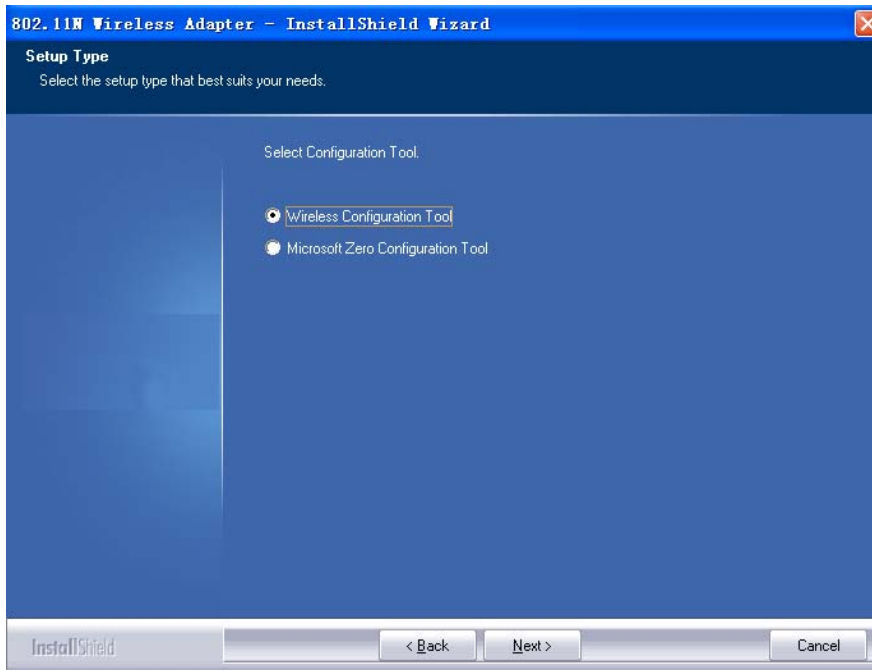 802.11N Wireless Adapter - InstallShield Wizard
Setup Type
Select the setup type that best suits your needs.
Select Configuration Tool.
Wireless Configuration Tool
Microsoft Zero Configuration Tool
InstallShield
< Back
Next >
Cancel